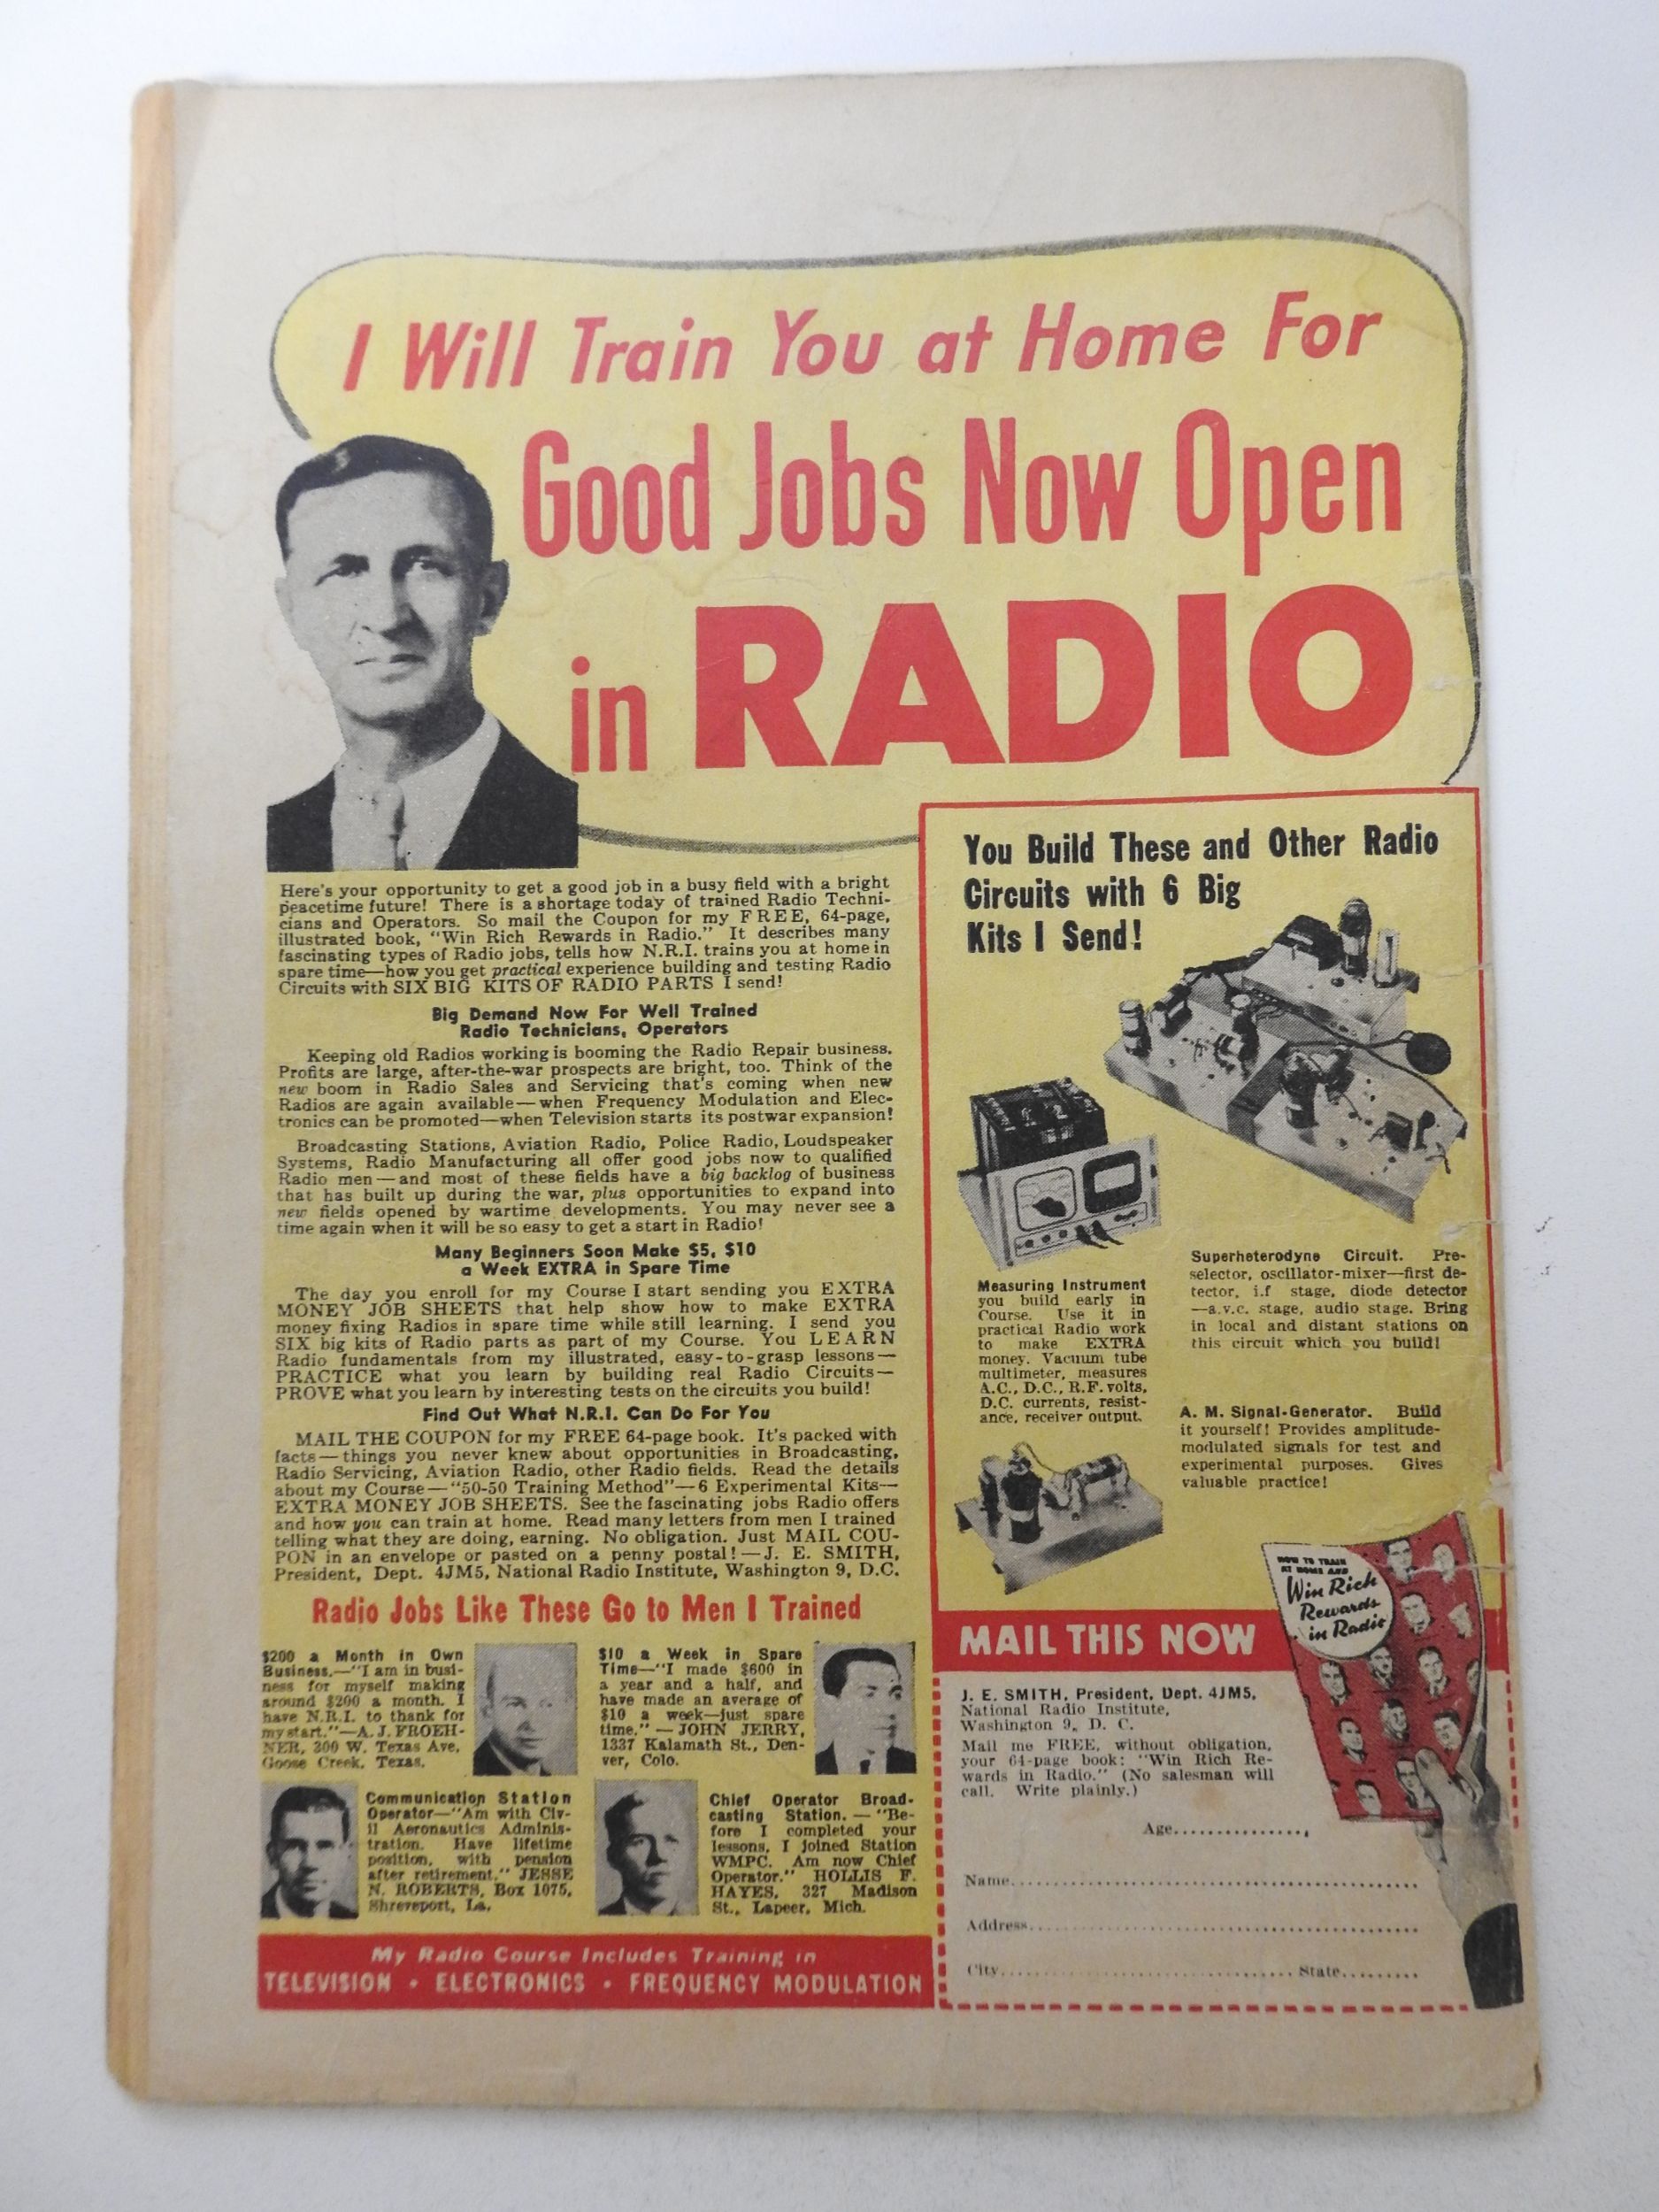 I Will Train You at Home For
Good Jobs Now Open
in RADIO
Here's your opportunity to get a good job in a busy field with a bright
peacetime future! There is a shortage today of trained Radio Techni-
cians and Operators. So mail the Coupon for my FREE, 64-page,
illustrated book, "Win Rich Rewards in Radio." It describes many
fascinating types of Radio jobs, tells how N.R.I. trains you at home in
spare time—how you get practical experience building and testing Radio
Circuits with SIX BIG KITS OF RADIO PARTS I send!
Big Demand Now For Well Trained
Radio Technicians, Operators
Keeping old Radios working is booming the Radio Repair business.
Profits are large, after-the-war prospects are bright, too. Think of the
new boom in Radio Sales and Servicing that's coming when new
Radios are again available—when Frequency Modulation and Elec-
tronics can be promoted—when Television starts its postwar expansion!
Broadcasting Stations, Aviation Radio, Police Radio, Loudspeaker
Systems, Radio Manufacturing all offer good jobs now to qualified
Radio men—and most of these fields have a big backlog of business
that has built up during the war, plus opportunities to expand into
new fields opened by wartime developments. You may never see a
time again when it will be so easy to get a start in Radio!
Many Beginners Soon Make $5, $10
a Week EXTRA in Spare Time
The day you enroll for my Course I start sending you EXTRA
MONEY JOB SHEETS that help show how to make EXTRA
money fixing Radios in spare time while still learning. I send you
SIX big kits of Radio parts as part of my Course. You LEARN
Radio fundamentals from my illustrated, easy-to-grasp lessons—
PRACTICE what you learn by building real Radio Circuits—
PROVE what you learn by interesting tests on the circuits you build!
Find Out What N.R.I. Can Do For You
MAIL THE COUPON for my FREE 64-page book. It's packed with
facts—things you never knew about opportunities in Broadcasting,
Radio Servicing, Aviation Radio, other Radio fields. Read the details
about my Course—"50-50 Training Method"—6 Experimental Kits—
EXTRA MONEY JOB SHEETS. See the fascinating jobs Radio offers
and how you can train at home. Read many letters from men I trained
telling what they are doing, earning. No obligation. Just MAIL COU-
PON in an envelope or pasted on a penny postal!—J. E. SMITH,
President, Dept. 4JM5, National Radio Institute, Washington 9, D.C.
Radio Jobs Like These Go to Men I Trained
$200 a Month in Own
Business.—"I am in busi-
ness for myself making
around $200 a month. I
have N.R.I. to thank for
my start."—A. J. FROEH-
NER, 300 W. Texas Ave.
Goose Creek, Texas.
$10 a Week in Spare
Time—"I made $600 in
a year and a half, and
have made an average of
$10 a week—just spare
time." — JOHN JERRY,
1337 Kalamath St., Den-
ver, Colo.
Communication Station
Operator—"Am with Civ-
il Aeronautics Adminis-
tration. Have lifetime
position, with pension
after retirement." JESSE
N. ROBERTS, Box 1075,
Shreveport, La.
Chief Operator Broad-
casting Station. — "Be-
fore I completed your
lessons, I joined Station
WMPC. Am now Chief
Operator." HOLLIS F.
HAYES, 327 Madison
St., Lapeer, Mich.
My Radio Course Includes Training in
TELEVISION • ELECTRONICS • FREQUENCY MODULATION
You Build These and Other Radio
Circuits with 6 Big
Kits I Send!
Measuring Instrument
you build early in
Course. Use it in
practical Radio work
to make EXTRA
money. Vacuum tube
multimeter, measures
A.C., D.C., R.F. volts,
D.C. currents, resist-
ance, receiver output.
Superheterodyne Circuit. Pre-
selector, oscillator-mixer—first de-
tector, i.f stage, diode detector
—a.v.c. stage, audio stage. Bring
in local and distant stations on
this circuit which you build!
A. M. Signal-Generator. Build
it yourself! Provides amplitude-
modulated signals for test and
experimental purposes. Gives
valuable practice!
HOW TO TRAIN
AT HOME AND
Win Rich
Rewards
in Radio
MAIL THIS NOW
J. E. SMITH, President, Dept. 4JM5,
National Radio Institute,
Washington 9, D. C.
Mail me FREE, without obligation,
your 64-page book: "Win Rich Re-
wards in Radio." (No salesman will
call. Write plainly.)
Age...............,
Name.............................................................
Address..........................................................
City............................................ State..........